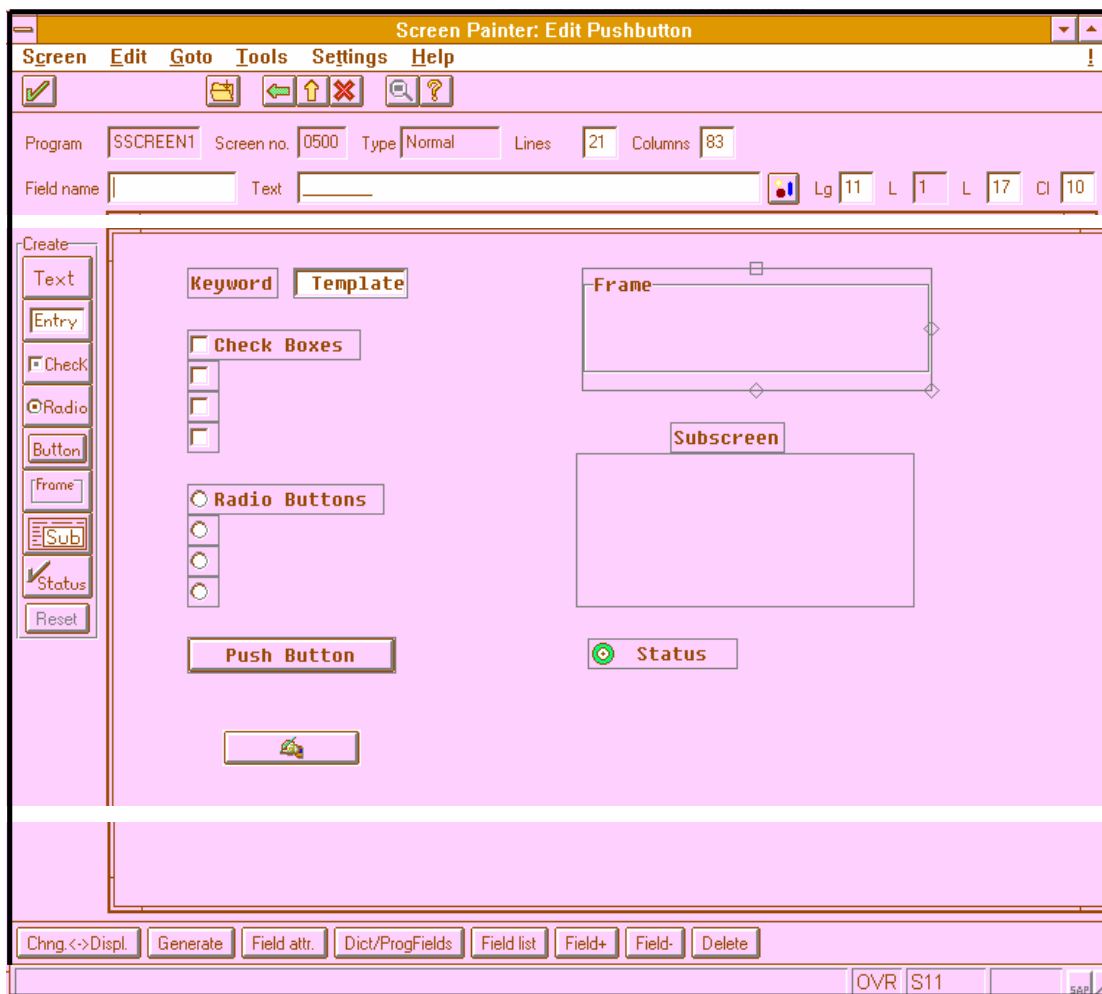 Screen Painter: Edit Pushbutton
Screen Edit Goto Tools Settings Help !
Program SSCREEN1 Screen no. 0500 Type Normal Lines 21 Columns 83
Field name Text ________ Lg 11 L 1 L 17 Cl 10
Create
Text
Entry
Check
Radio
Button
Frame
Sub
Status
Reset
Keyword Template
Check Boxes
Radio Buttons
Push Button
Frame
Subscreen
Status
Chng.<->Displ. Generate Field attr. Dict/ProgFields Field list Field+ Field- Delete
OVR S11
SAP